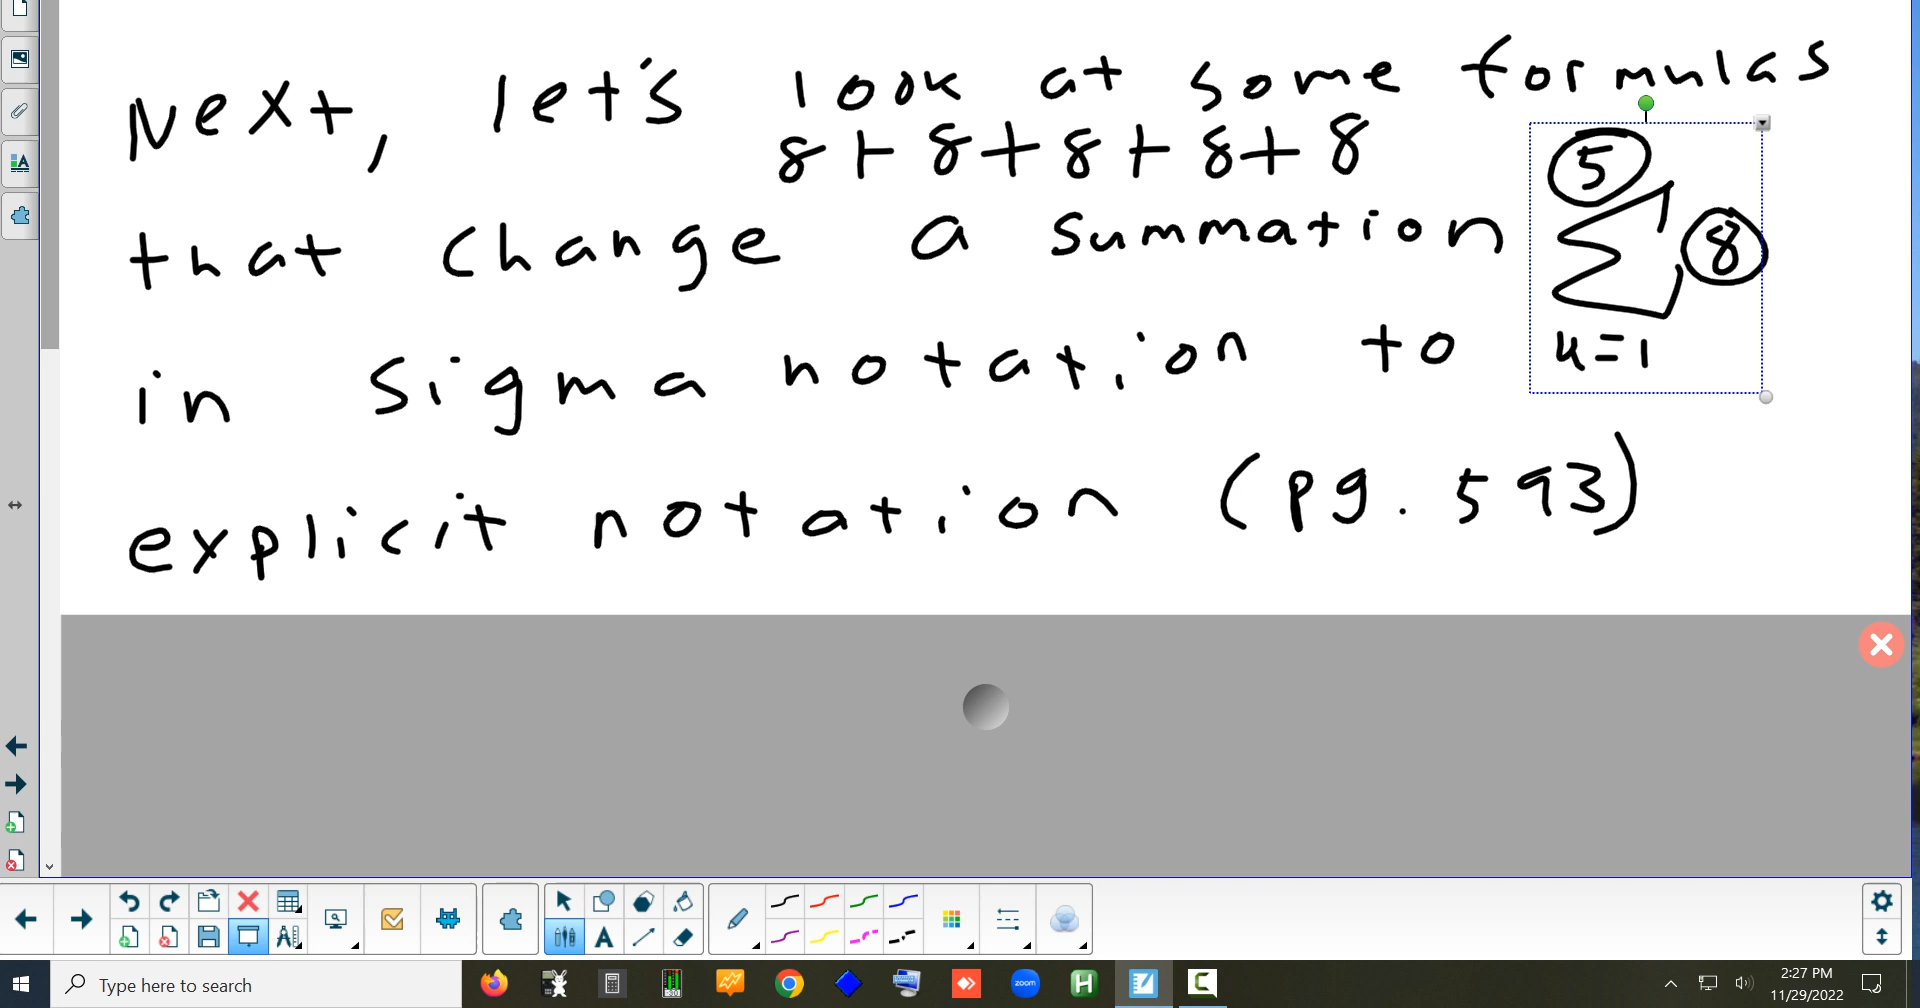 Next, let's look at some formulas
8+8+8+8+8
5
that change a summation Σ 8
in sigma notation to k=1
explicit notation (pg. 593)
A
A
Type here to search
zoom
H
C
2:27 PM
11/29/2022